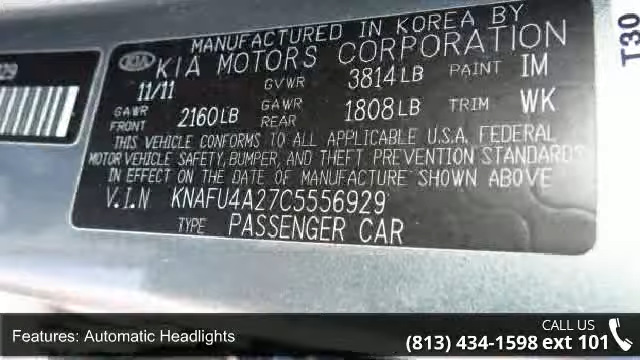 MANUFACTURED IN KOREA BY
KIA KIA MOTORS CORPORATION
11/11 GVWR 3814LB PAINT IM
GAWR FRONT 2160LB GAWR REAR 1808LB TRIM WK
THIS VEHICLE CONFORMS TO ALL APPLICABLE U.S.A. FEDERAL
MOTOR VEHICLE SAFETY, BUMPER, AND THEFT PREVENTION STANDARDS
IN EFFECT ON THE DATE OF MANUFACTURE SHOWN ABOVE
V.I.N KNAFU4A27C5556929
TYPE PASSENGER CAR
T30
929
Features: Automatic Headlights
CALL US
(813) 434-1598 ext 101